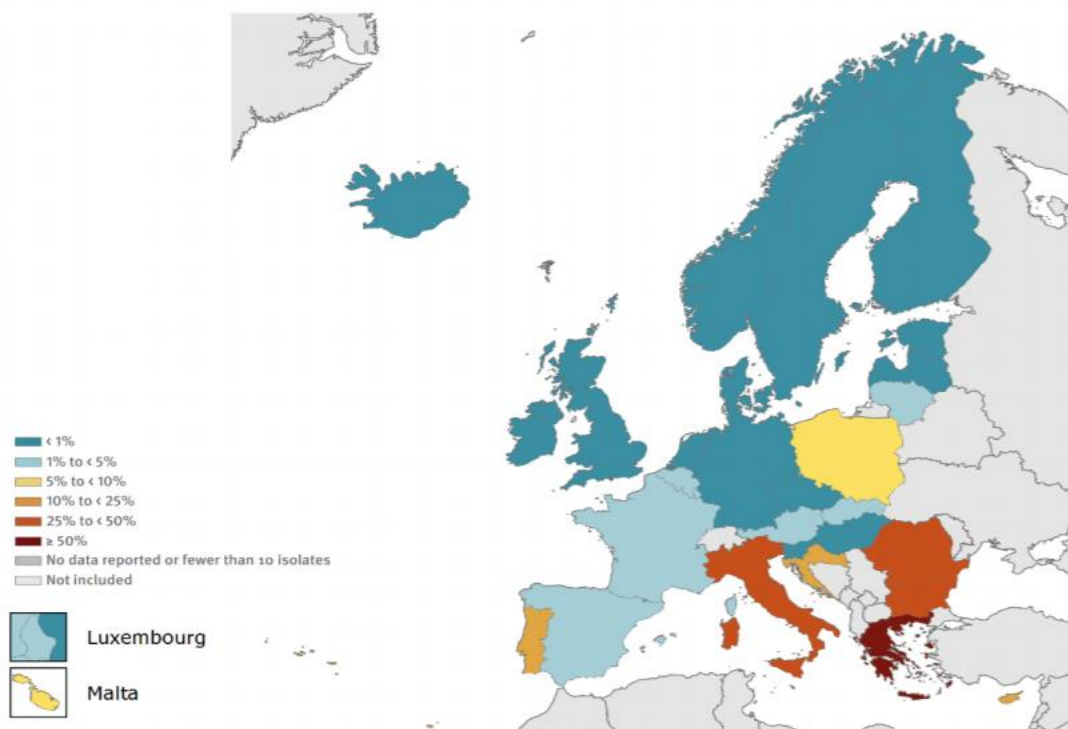 < 1%
1% to < 5%
5% to < 10%
10% to < 25%
25% to < 50%
≥ 50%
No data reported or fewer than 10 isolates
Not included
Luxembourg
Malta